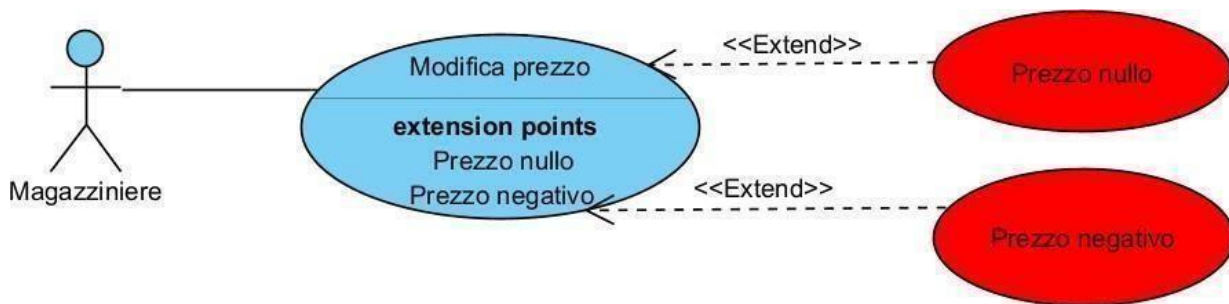 <<Extend>>
Modifica prezzo
Prezzo nullo
extension points
Prezzo nullo
Prezzo negativo
<<Extend>>
Magazziniere
Prezzo negativo